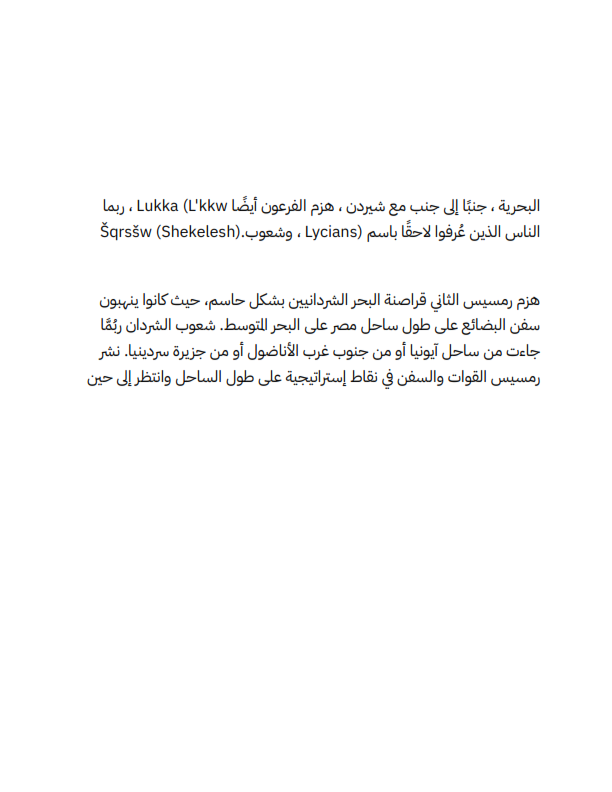 البحرية ، جنبًا إلى جنب مع شيردن ، هزم الفرعون أيضًا Lukka (L'kkw ، ربما
الناس الذين عُرفوا لاحقًا باسم Lycians) ، وشعوب Šqrsšw (Shekelesh).
هزم رمسيس الثاني قراصنة البحر الشردانيين بشكل حاسم، حيث كانوا ينهبون
سفن البضائع على طول ساحل مصر على البحر المتوسط. شعوب الشردان ربُمَّا
جاءت من ساحل آيونيا أو من جنوب غرب الأناضول أو من جزيرة سردينيا. نشر
رمسيس القوات والسفن في نقاط إستراتيجية على طول الساحل وانتظر إلى حين